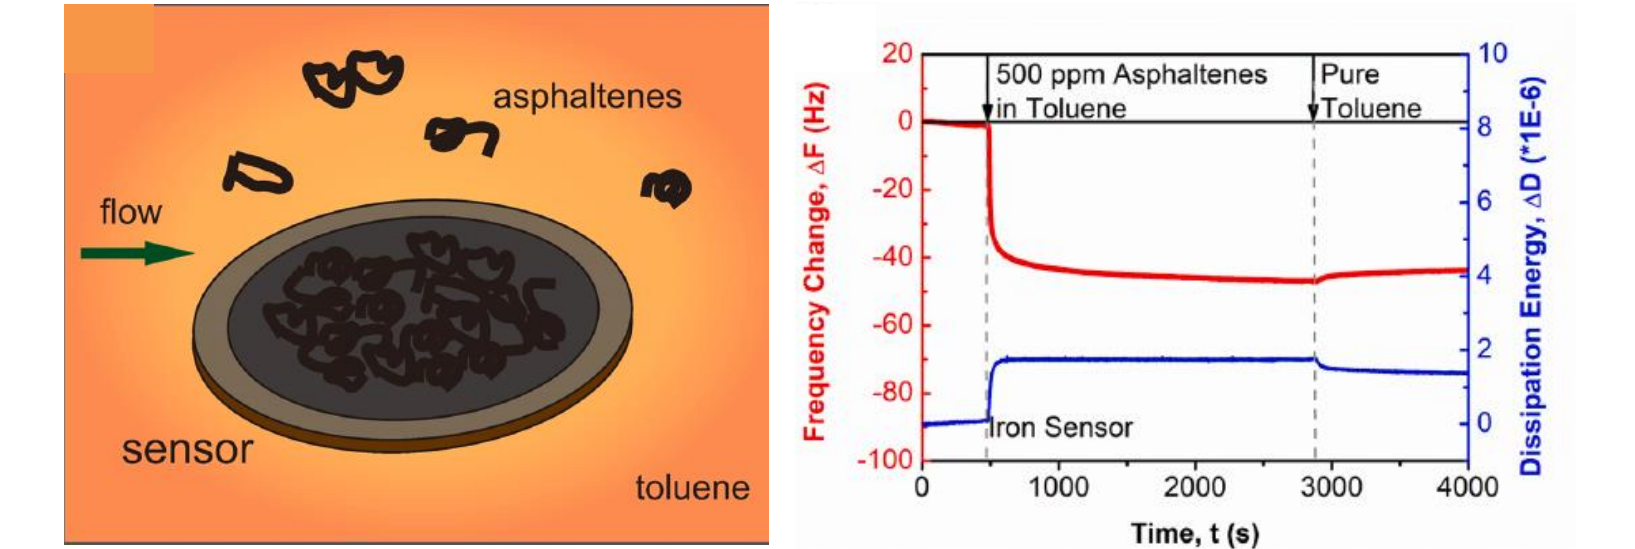 asphaltenes
flow
sensor
toluene
20
0
-20
-40
-60
-80
-100
Frequency Change, ΔF (Hz)
500 ppm Asphaltenes
in Toluene
Pure
Toluene
Iron Sensor
10
8
6
4
2
0
Dissipation Energy, ΔD (*1E-6)
0 1000 2000 3000 4000
Time, t (s)